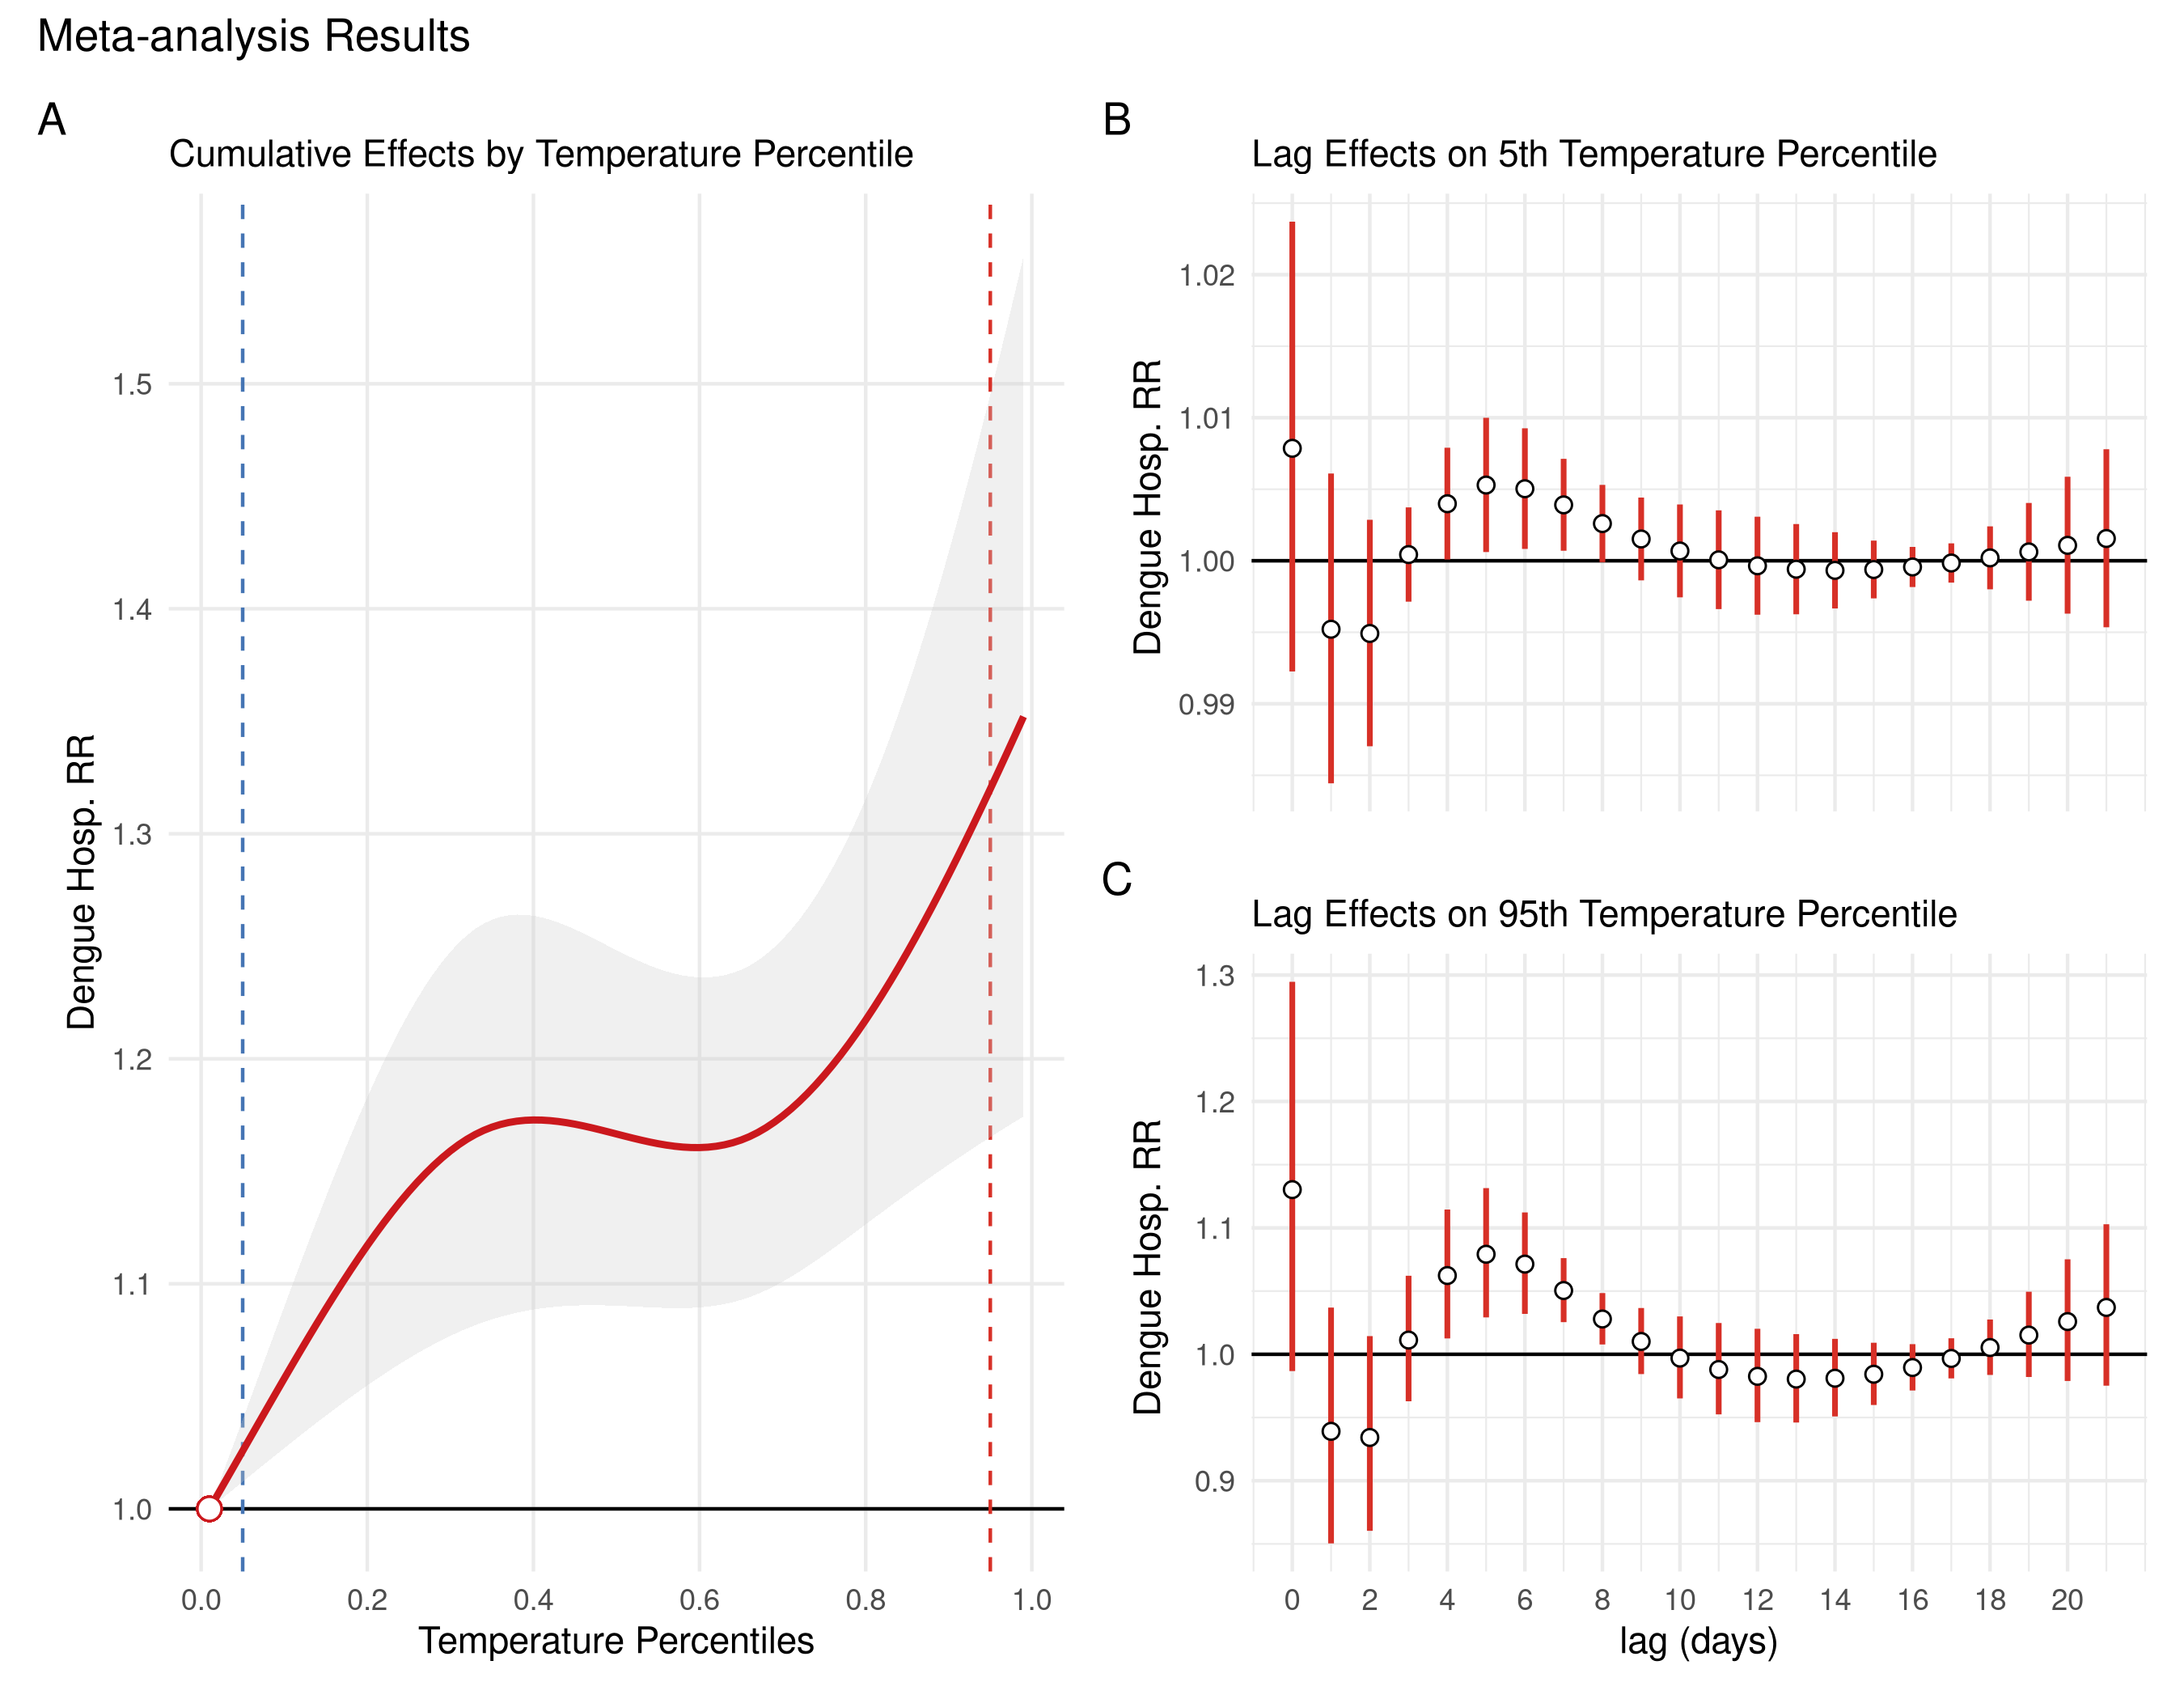 Meta-analysis Results
A
Cumulative Effects by Temperature Percentile
Dengue Hosp. RR
1.5
1.4
1.3
1.2
1.1
1.0
0.0 0.2 0.4 0.6 0.8 1.0
Temperature Percentiles
B
Lag Effects on 5th Temperature Percentile
Dengue Hosp. RR
1.02
1.01
1.00
0.99
C
Lag Effects on 95th Temperature Percentile
Dengue Hosp. RR
1.3
1.2
1.1
1.0
0.9
0 2 4 6 8 10 12 14 16 18 20
lag (days)